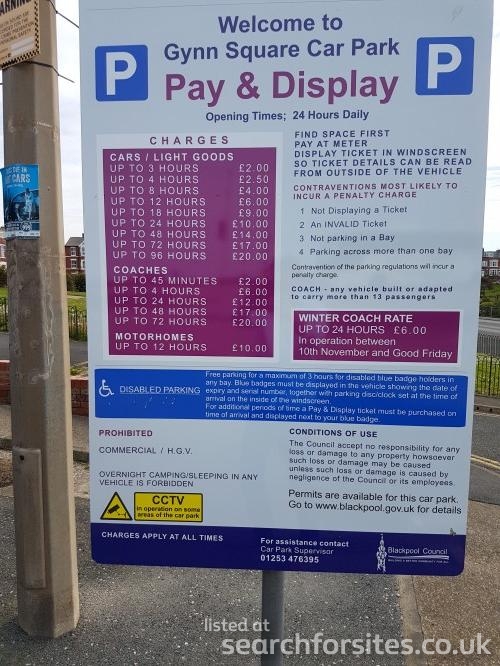 WARNING
DIE IN
CARS
Welcome to
Gynn Square Car Park
P
P
Pay & Display
Opening Times; 24 Hours Daily
CHARGES
CARS / LIGHT GOODS
UP TO 3 HOURS £2.00
UP TO 4 HOURS £2.50
UP TO 8 HOURS £4.00
UP TO 12 HOURS £6.00
UP TO 18 HOURS £9.00
UP TO 24 HOURS £10.00
UP TO 48 HOURS £14.00
UP TO 72 HOURS £17.00
UP TO 96 HOURS £20.00
COACHES
UP TO 45 MINUTES £2.00
UP TO 4 HOURS £6.00
UP TO 24 HOURS £12.00
UP TO 48 HOURS £17.00
UP TO 72 HOURS £20.00
MOTORHOMES
UP TO 12 HOURS £10.00
FIND SPACE FIRST
PAY AT METER
DISPLAY TICKET IN WINDSCREEN
SO TICKET DETAILS CAN BE READ
FROM OUTSIDE OF THE VEHICLE
CONTRAVENTIONS MOST LIKELY TO
INCUR A PENALTY CHARGE
1 Not Displaying a Ticket
2 An INVALID Ticket
3 Not parking in a Bay
4 Parking across more than one bay
Contravention of the parking regulations will incur a
penalty charge.
COACH - any vehicle built or adapted
to carry more than 13 passengers
WINTER COACH RATE
UP TO 24 HOURS £6.00
In operation between
10th November and Good Friday
DISABLED PARKING
Free parking for a maximum of 3 hours for disabled blue badge holders in
any bay. Blue badges must be displayed in the vehicle showing the date of
expiry and serial number, together with parking disc/clock set at the time of
arrival on the inside of the windscreen.
For additional periods of time a Pay & Display ticket must be purchased on
time of arrival and displayed next to your blue badge.
PROHIBITED
COMMERCIAL / H.G.V.
OVERNIGHT CAMPING/SLEEPING IN ANY
VEHICLE IS FORBIDDEN
CCTV
in operation on some
areas of the car park
CONDITIONS OF USE
The Council accept no responsibility for any
loss or damage to any property howsoever
such loss or damage may be caused
unless such loss or damage is caused by
negligence of the Council or its employees.
Permits are available for this car park.
Go to www.blackpool.gov.uk for details
CHARGES APPLY AT ALL TIMES
For assistance contact
Car Park Supervisor
01253 476395
Blackpool Council
BUILDING A BETTER COMMUNITY FOR ALL
listed at
searchforsites.co.uk